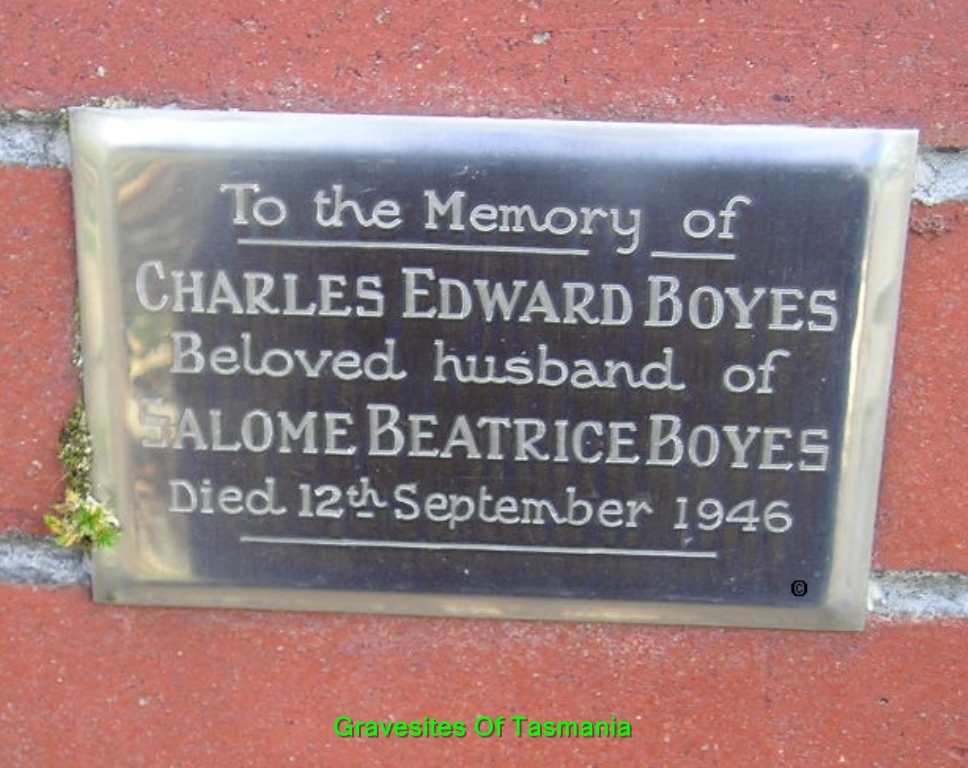 To the Memory of
CHARLES EDWARD BOYES
Beloved husband of
SALOME BEATRICE BOYES
Died 12th September 1946
©
Gravesites Of Tasmania